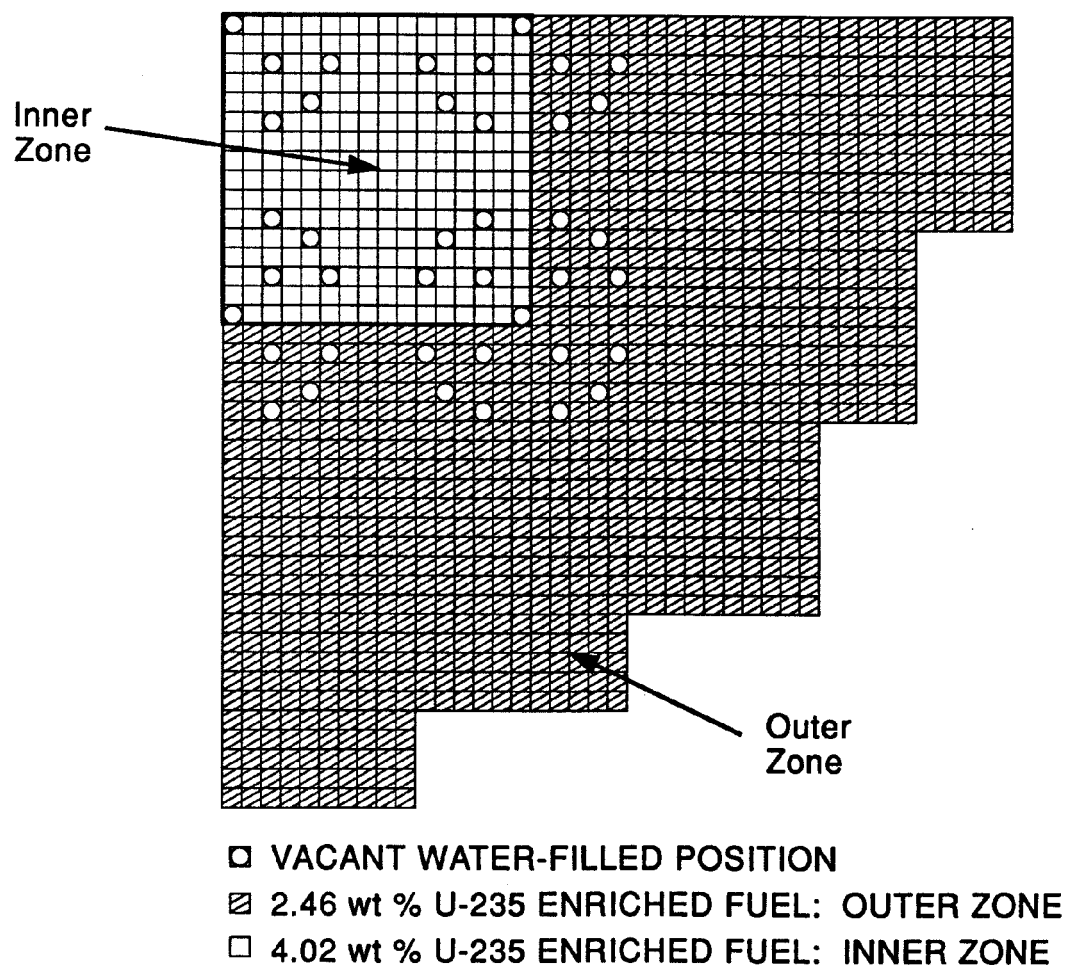 Inner
Zone
Outer
Zone
VACANT WATER-FILLED POSITION
2.46 wt % U-235 ENRICHED FUEL: OUTER ZONE
4.02 wt % U-235 ENRICHED FUEL: INNER ZONE